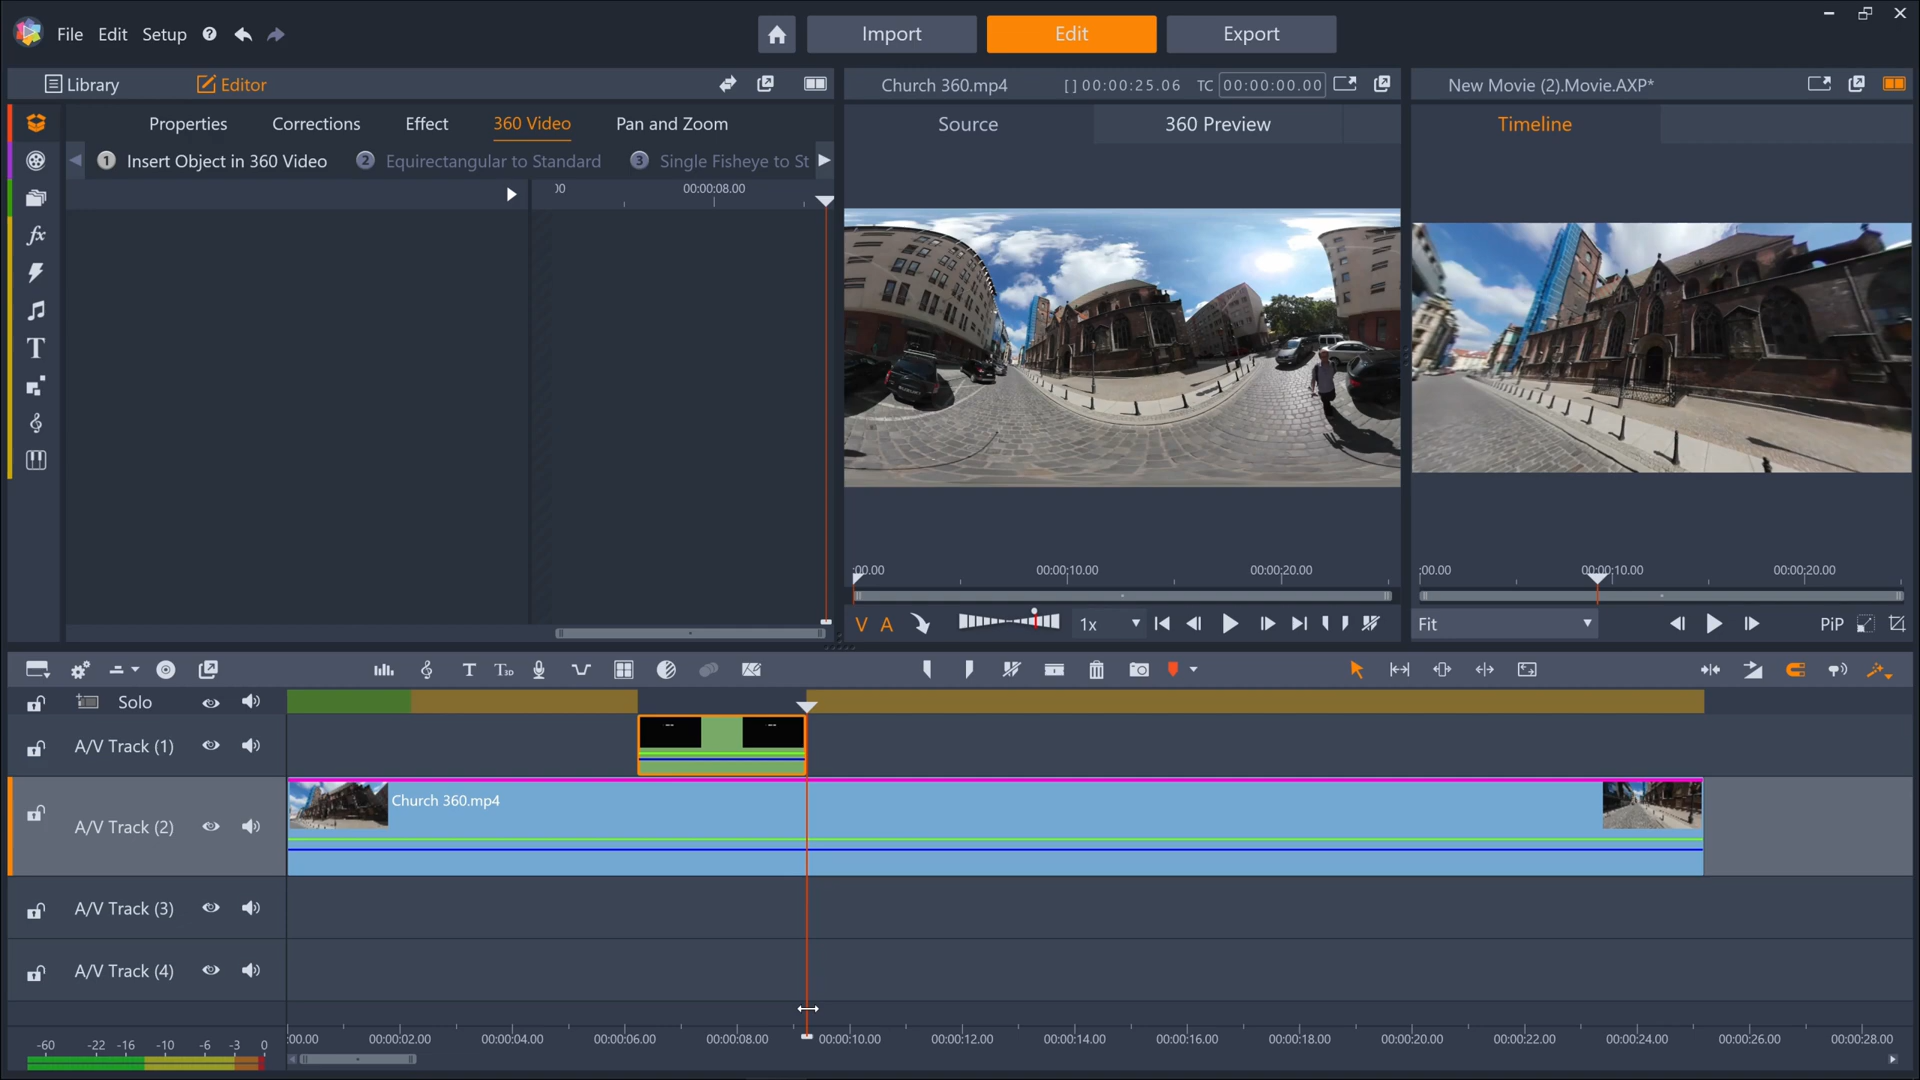 File Edit Setup ? Import Edit Export
Library Editor
Church 360.mp4 [] 00:00:25.06 TC 00:00:00.00
New Movie (2).Movie.AXP*
Properties Corrections Effect 360 Video Pan and Zoom
Source 360 Preview
Timeline
1 Insert Object in 360 Video 2 Equirectangular to Standard 3 Single Fisheye to St
00 00:00:08.00
fx
T
:00.00 00:00:10.00 00:00:20.00
:00.00 00:00:10.00 00:00:20.00
V A 1x
Fit PiP
T T3D
Solo
A/V Track (1)
A/V Track (2)
Church 360.mp4
A/V Track (3)
A/V Track (4)
:00.00 00:00:02.00 00:00:04.00 00:00:06.00 00:00:08.00 00:00:10.00 00:00:12.00 00:00:14.00 00:00:16.00 00:00:18.00 00:00:20.00 00:00:22.00 00:00:24.00 00:00:26.00 00:00:28.00
-60 -22 -16 -10 -6 -3 0